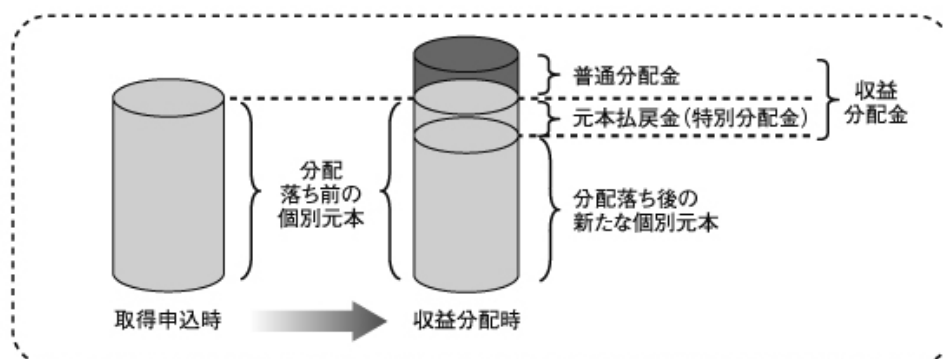 普通分配金
元本払戻金(特別分配金)
収益
分配金
分配
落ち前の
個別元本
分配落ち後の
新たな個別元本
取得申込時
収益分配時